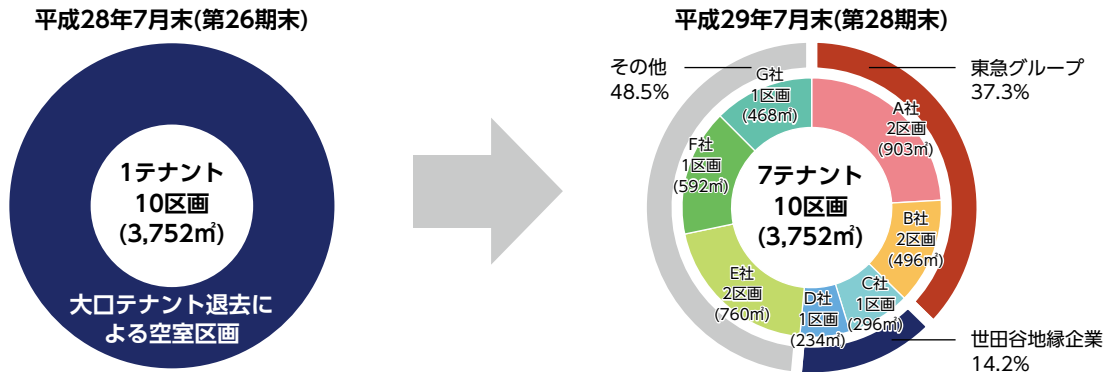 平成28年7月末(第26期末)
1テナント
10区画
(3,752㎡)
大口テナント退去に
よる空室区画
平成29年7月末(第28期末)
その他
48.5%
東急グループ
37.3%
世田谷地縁企業
14.2%
7テナント
10区画
(3,752㎡)
A社
2区画
(903㎡)
B社
2区画
(496㎡)
C社
1区画
(296㎡)
D社
1区画
(234㎡)
E社
2区画
(760㎡)
F社
1区画
(592㎡)
G社
1区画
(468㎡)